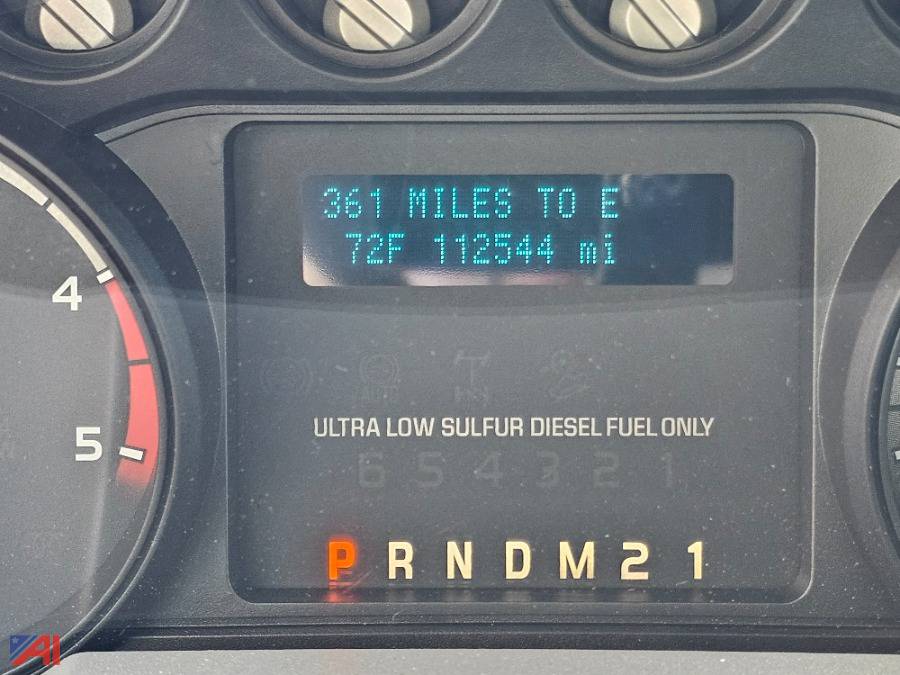 361 MILES TO E
72F 112544 mi
4
5
ULTRA LOW SULFUR DIESEL FUEL ONLY
6 5 4 3 2 1
P R N D M 2 1
AI